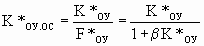 K*оу.ос = K*оу / F*оу = K*оу / 1+βK*оу